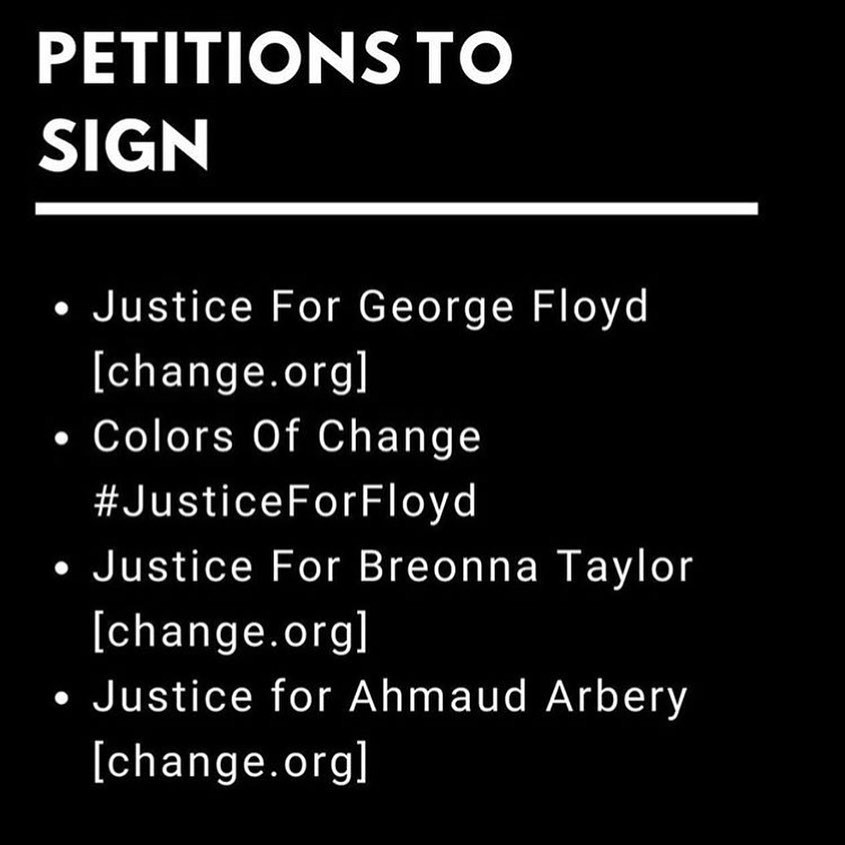 PETITIONS TO
SIGN
• Justice For George Floyd
[change.org]
• Colors Of Change
#JusticeForFloyd
• Justice For Breonna Taylor
[change.org]
• Justice for Ahmaud Arbery
[change.org]